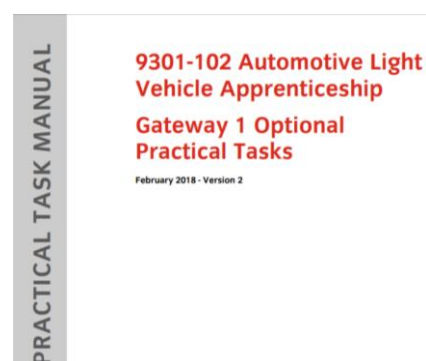 PRACTICAL TASK MANUAL
9301-102 Automotive Light
Vehicle Apprenticeship
Gateway 1 Optional
Practical Tasks
February 2018 - Version 2